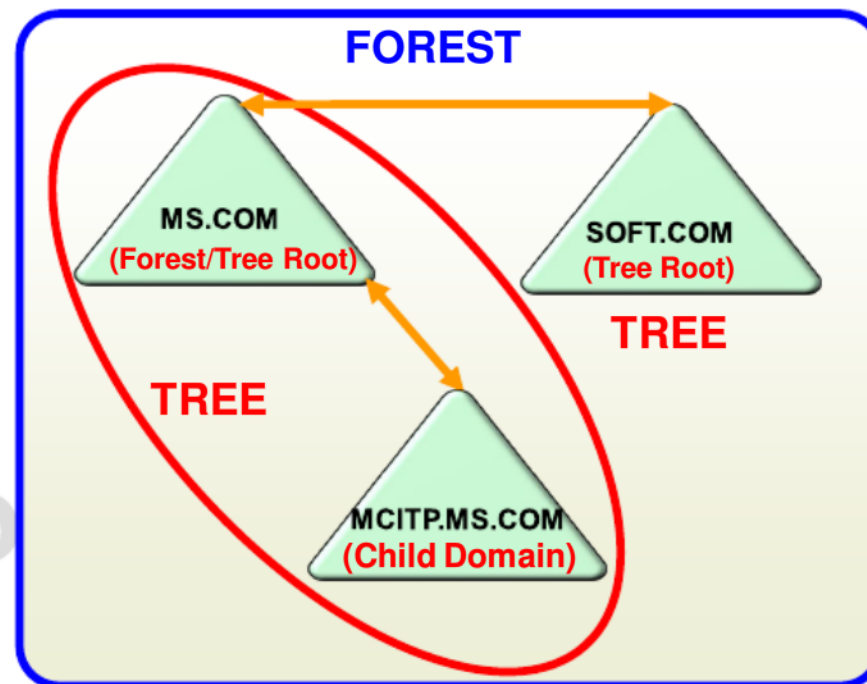 FOREST
MS.COM
(Forest/Tree Root)
SOFT.COM
(Tree Root)
TREE
TREE
MCITP.MS.COM
(Child Domain)